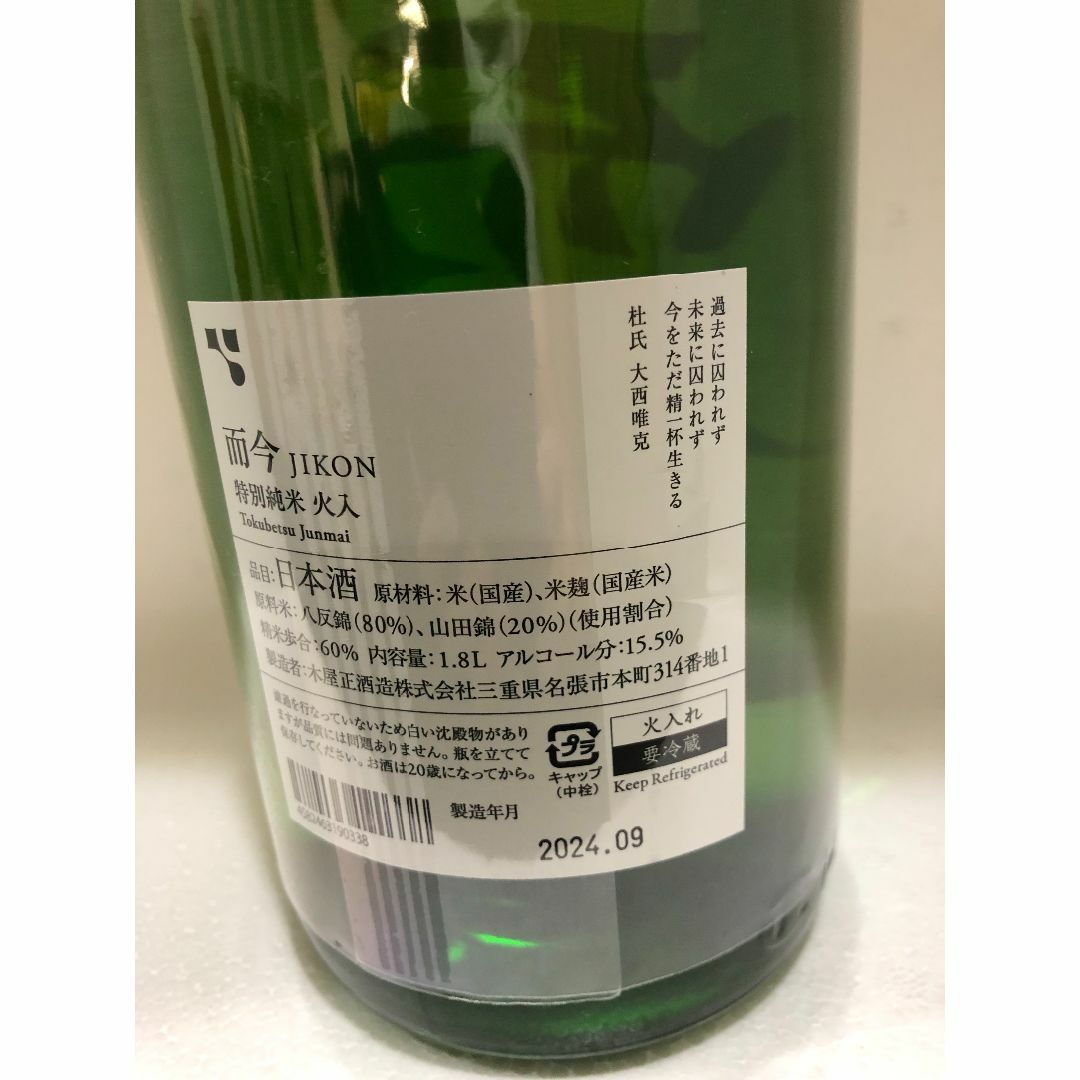 過去に囚われず
未来に囚われず
今をただ精一杯生きる
杜氏 大西唯克
而今 JIKON
特別純米 火入
Tokubetsu Junmai
品目:日本酒 原材料:米(国産)、米麹(国産米)
原料米:八反錦(80%)、山田錦(20%)(使用割合)
精米歩合:60% 内容量:1.8L アルコール分:15.5%
製造者:木屋正酒造株式会社三重県名張市本町314番地1
濾過を行なっていないため白い沈殿物があり
ますが品質には問題ありません。瓶を立てて
保存してください。お酒は20歳になってから。
プラ
キャップ
(中栓)
火入れ
要冷蔵
Keep Refrigerated
4582463190338
製造年月
2024.09